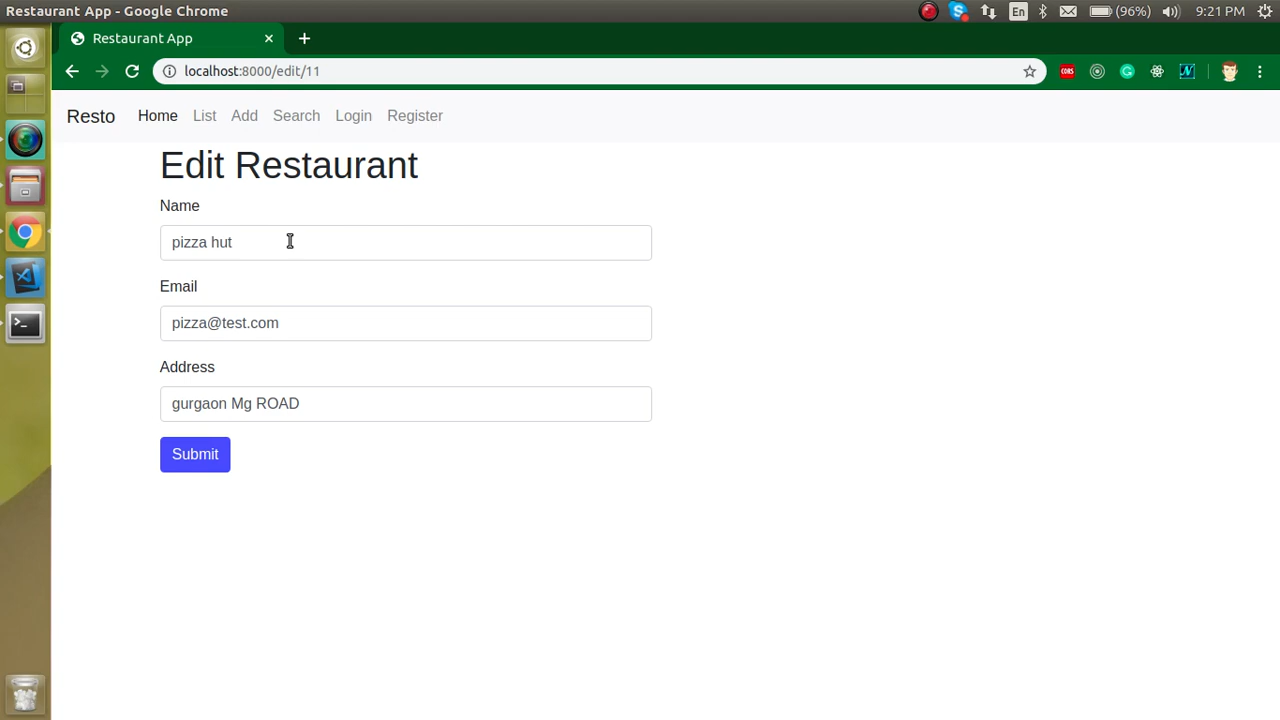 Restaurant App - Google Chrome
En (96%) 9:21 PM
Restaurant App
localhost:8000/edit/11
CORS G N
Resto Home List Add Search Login Register
Edit Restaurant
Name
pizza hut
Email
pizza@test.com
Address
gurgaon Mg ROAD
Submit